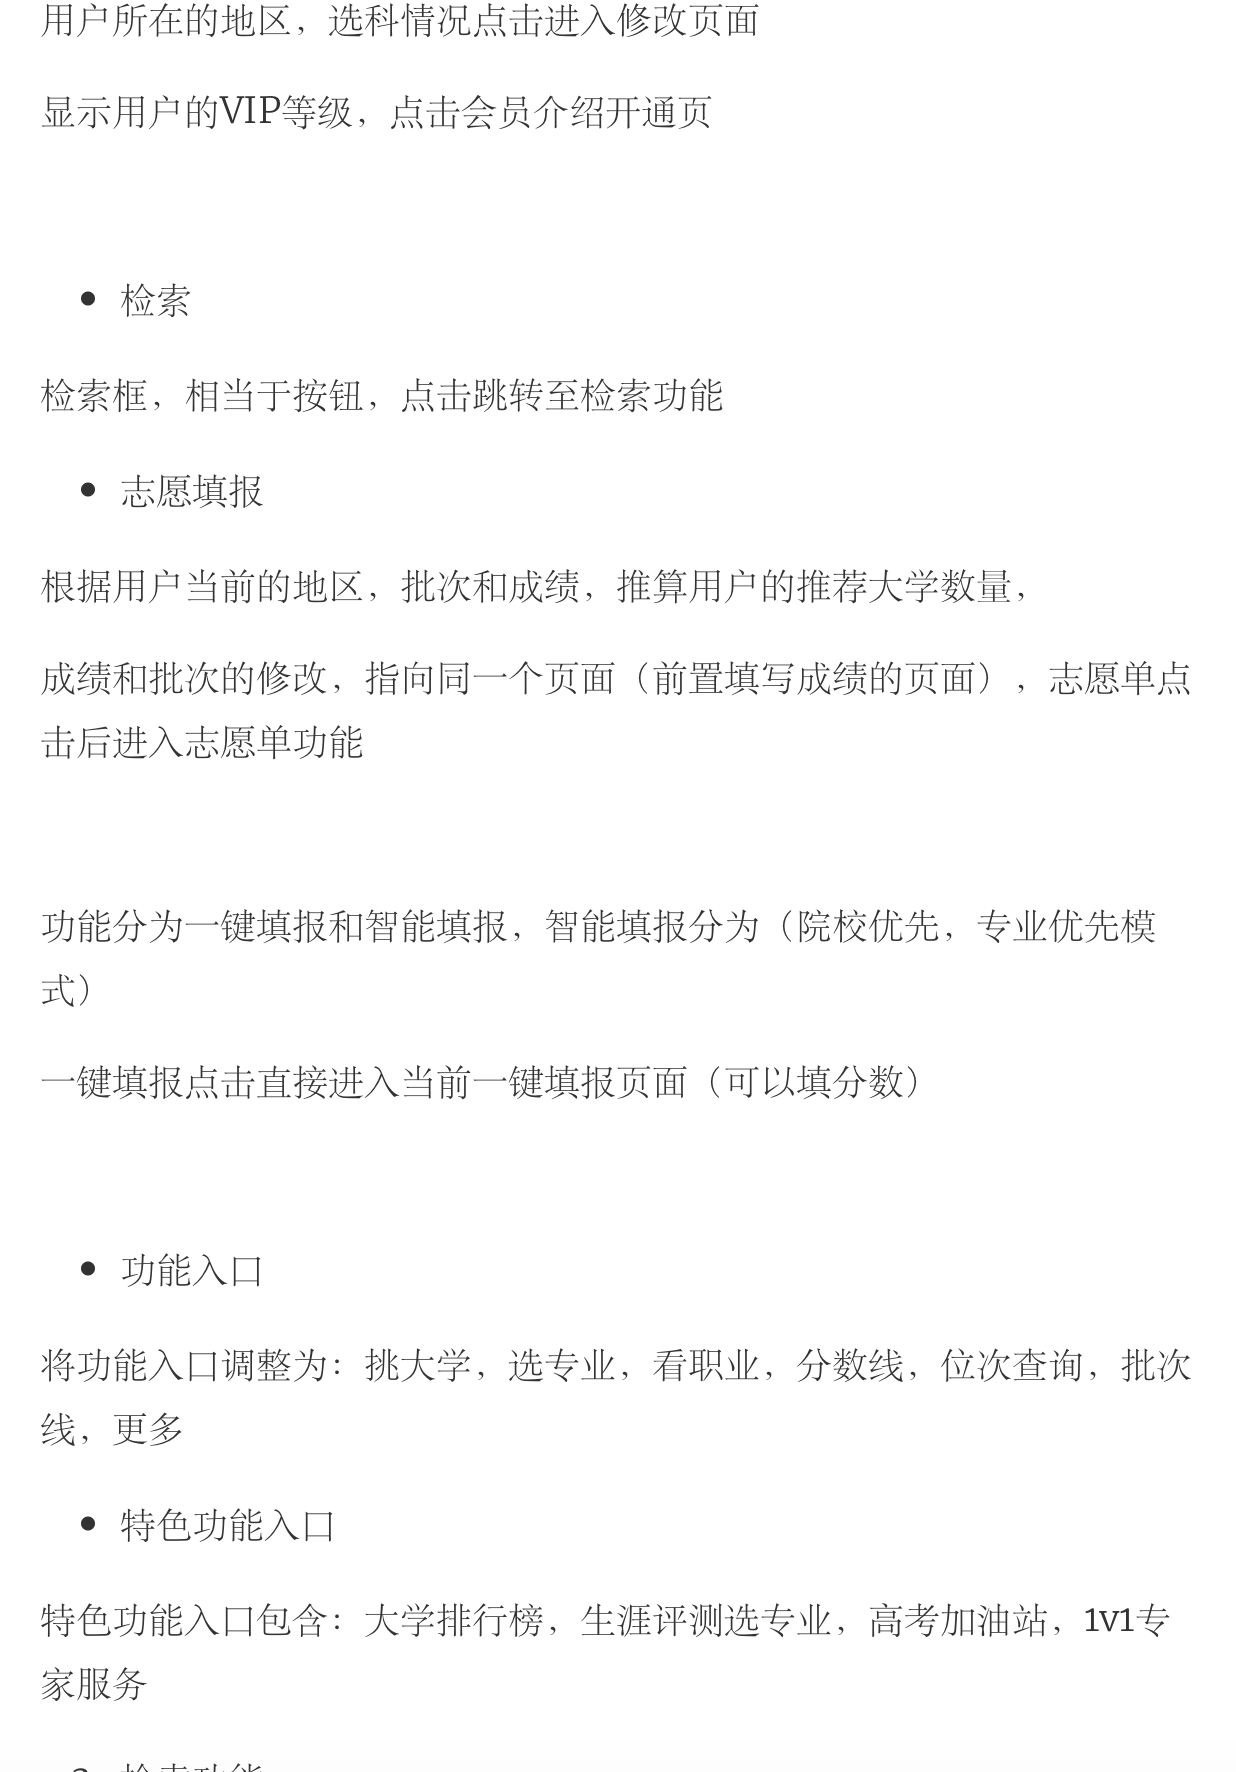 用户所在的地区，选科情况点击进入修改页面
显示用户的VIP等级，点击会员介绍开通页
• 检索
检索框，相当于按钮，点击跳转至检索功能
• 志愿填报
根据用户当前的地区，批次和成绩，推算用户的推荐大学数量，
成绩和批次的修改，指向同一个页面（前置填写成绩的页面），志愿单点
击后进入志愿单功能
功能分为一键填报和智能填报，智能填报分为（院校优先，专业优先模
式）
一键填报点击直接进入当前一键填报页面（可以填分数）
• 功能入口
将功能入口调整为：挑大学，选专业，看职业，分数线，位次查询，批次
线，更多
• 特色功能入口
特色功能入口包含：大学排行榜，生涯评测选专业，高考加油站，1v1专
家服务
检索功能